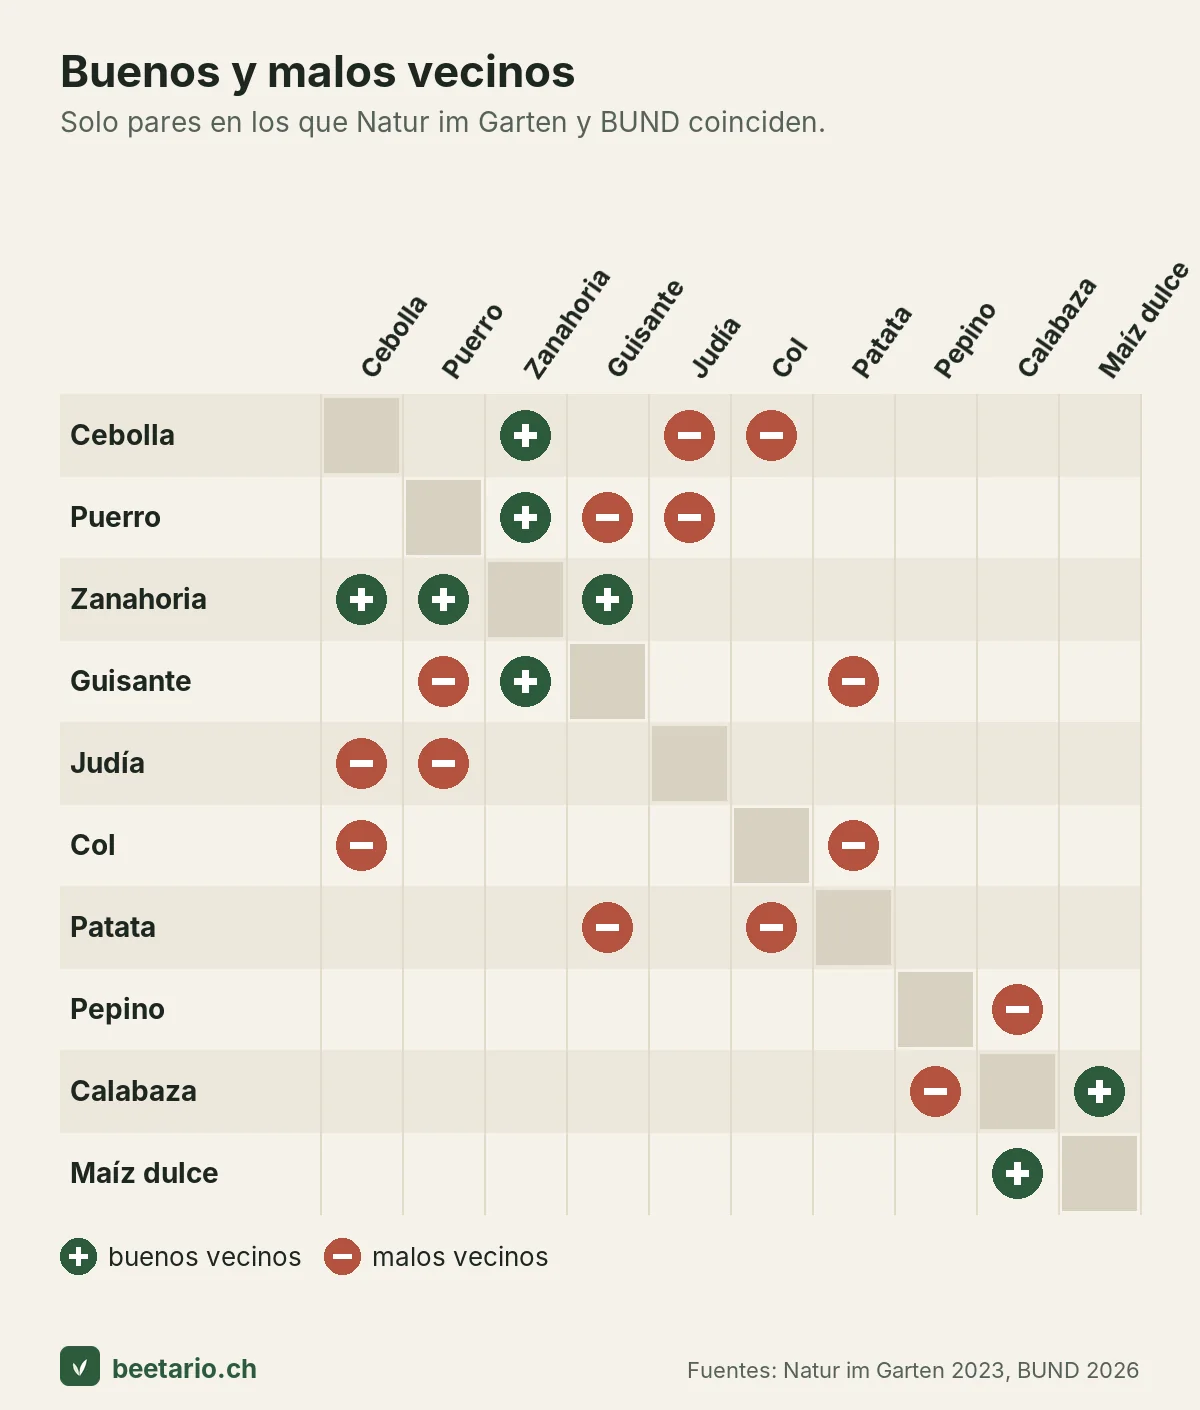 Buenos y malos vecinos
Solo pares en los que Natur im Garten y BUND coinciden.
Cebolla
Puerro
Zanahoria
Guisante
Judía
Col
Patata
Pepino
Calabaza
Maíz dulce
Cebolla
Puerro
Zanahoria
Guisante
Judía
Col
Patata
Pepino
Calabaza
Maíz dulce
buenos vecinos
malos vecinos
beetario.ch
Fuentes: Natur im Garten 2023, BUND 2026